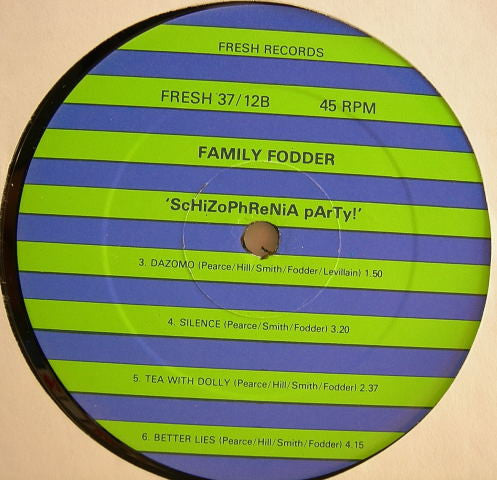 FRESH RECORDS
FRESH 37/12B 45 RPM
FAMILY FODDER
'ScHiZoPhReNiA pArTy!'
3. DAZOMO (Pearce/Hill/Smith/Fodder/Levillain) 1.50
4. SILENCE (Pearce/Smith/Fodder) 3.20
5. TEA WITH DOLLY (Pearce/Hill/Smith/Fodder) 2.37
6. BETTER LIES (Pearce/Hill/Smith/Fodder) 4.15